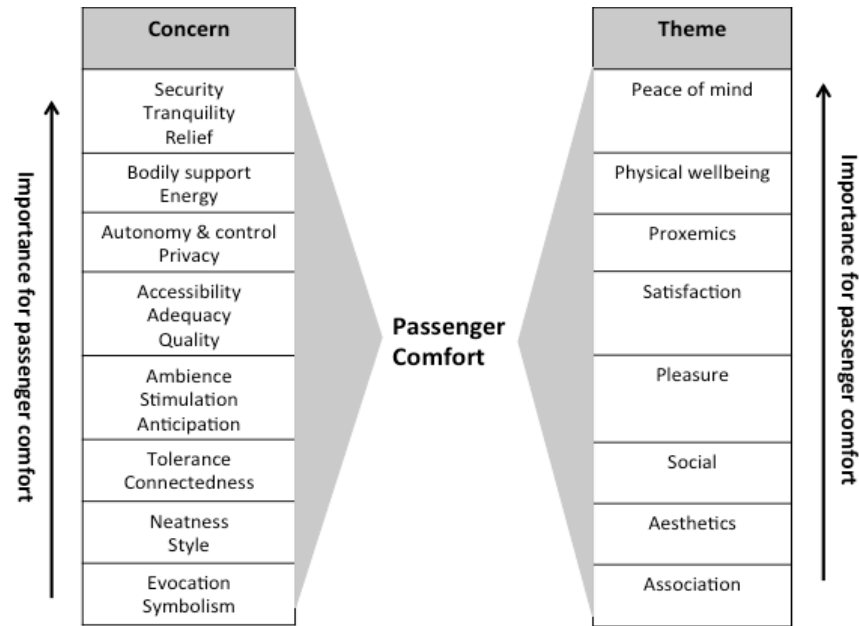 Concern
Security
Tranquility
Relief
Bodily support
Energy
Autonomy & control
Privacy
Accessibility
Adequacy
Quality
Ambience
Stimulation
Anticipation
Tolerance
Connectedness
Neatness
Style
Evocation
Symbolism
Importance for passenger comfort
Passenger
Comfort
Theme
Peace of mind
Physical wellbeing
Proxemics
Satisfaction
Pleasure
Social
Aesthetics
Association
Importance for passenger comfort